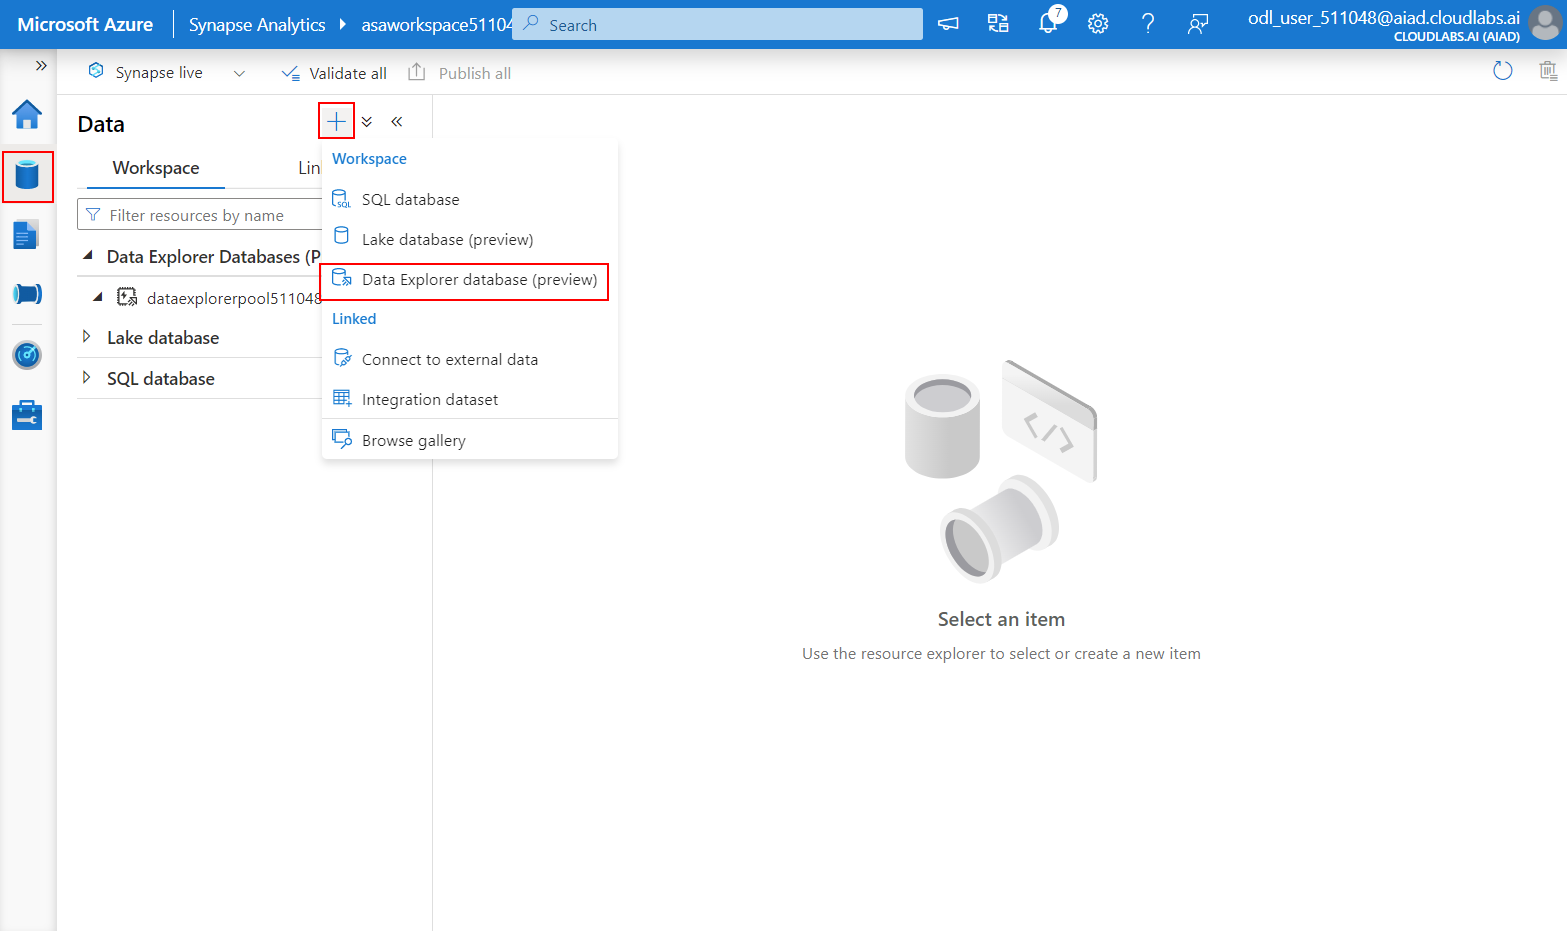 Microsoft Azure
Synapse Analytics
asaworkspace51104
Search
7
odl_user_511048@aiad.cloudlabs.ai
CLOUDLABS.AI (AIAD)
Synapse live
Validate all
Publish all
Data
Workspace
Lin
Filter resources by name
Data Explorer Databases (P
dataexplorerpool511048
Lake database
SQL database
Workspace
SQL
SQL database
Lake database (preview)
Data Explorer database (preview)
Linked
Connect to external data
Integration dataset
Browse gallery
Select an item
Use the resource explorer to select or create a new item